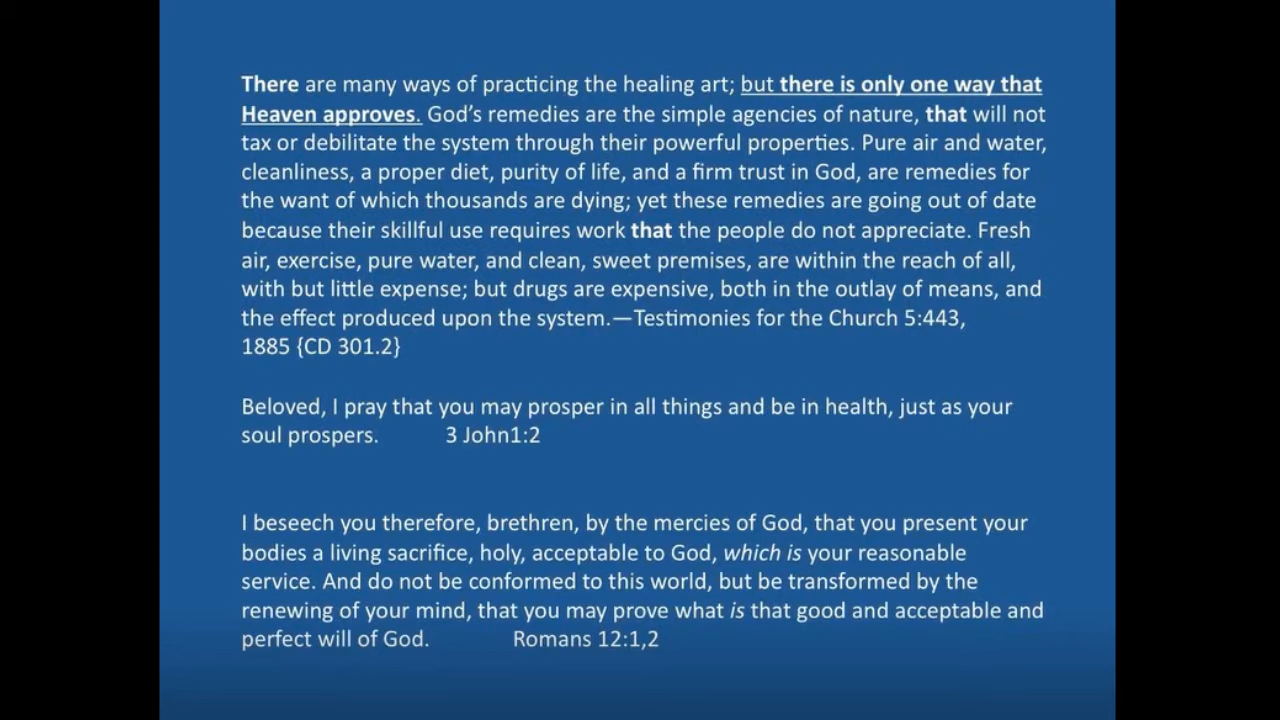 There are many ways of practicing the healing art; but there is only one way that
Heaven approves. God's remedies are the simple agencies of nature, that will not
tax or debilitate the system through their powerful properties. Pure air and water,
cleanliness, a proper diet, purity of life, and a firm trust in God, are remedies for
the want of which thousands are dying; yet these remedies are going out of date
because their skillful use requires work that the people do not appreciate. Fresh
air, exercise, pure water, and clean, sweet premises, are within the reach of all,
with but little expense; but drugs are expensive, both in the outlay of means, and
the effect produced upon the system.—Testimonies for the Church 5:443,
1885 {CD 301.2}
Beloved, I pray that you may prosper in all things and be in health, just as your
soul prospers. 3 John1:2
I beseech you therefore, brethren, by the mercies of God, that you present your
bodies a living sacrifice, holy, acceptable to God, which is your reasonable
service. And do not be conformed to this world, but be transformed by the
renewing of your mind, that you may prove what is that good and acceptable and
perfect will of God. Romans 12:1,2